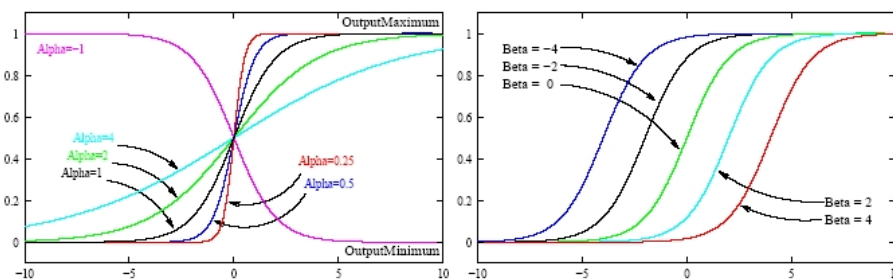 OutputMaximum
1
Alpha=−1
0.8
0.6
Alpha=4
Alpha=2
Alpha=1
Alpha=0.25
Alpha=0.5
0.4
0.2
0
OutputMinimum
−10
−5
0
5
10
1
Beta = −4
Beta = −2
Beta = 0
0.8
0.6
0.4
0.2
Beta = 2
Beta = 4
0
−10
−5
0
5